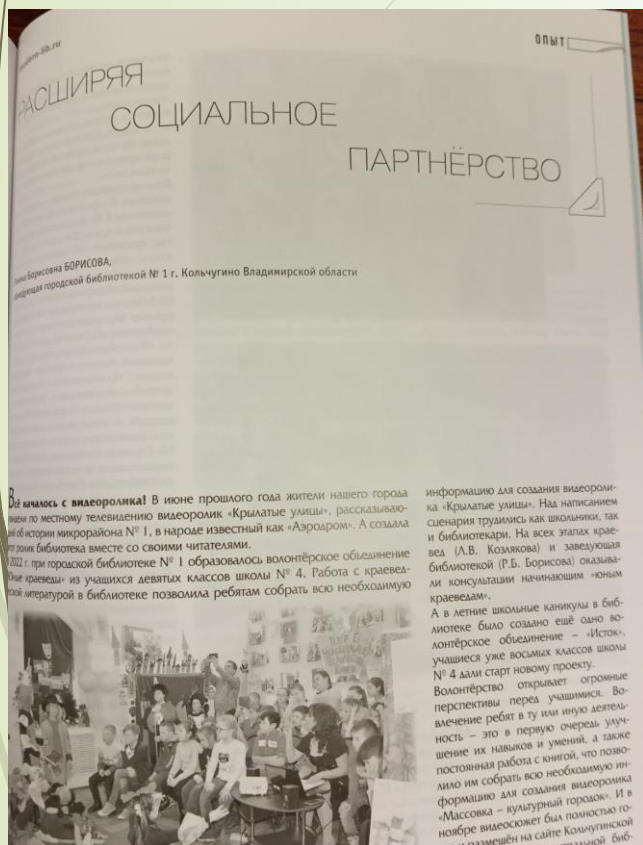 modern-lib.ru
ОПЫТ
РАСШИРЯЯ
СОЦИАЛЬНОЕ
ПАРТНЁРСТВО
Борисовна БОРИСОВА,
городской библиотекой № 1 г. Кольчугино Владимирской области
Всё началось с видеоролика! В июне прошлого года жители нашего города
по местному телевидению видеоролик «Крылатые улицы», рассказываю-
об истории микрорайона № 1, в народе известный как «Аэродром». А создала
ролик библиотека вместе со своими читателями.
2022 г. при городской библиотеке № 1 образовалось волонтёрское объединение
краеведы» из учащихся девятых классов школы № 4. Работа с краевед-
литературой в библиотеке позволила ребятам собрать всю необходимую
информацию для создания видеороли-
ка «Крылатые улицы». Над написанием
сценария трудились как школьники, так
и библиотекари. На всех этапах крае-
вед (Л.В. Козлякова) и заведующая
библиотекой (Р.Б. Борисова) оказыва-
ли консультации начинающим «юным
краеведам».
А в летние школьные каникулы в биб-
лиотеке было создано ещё одно во-
лонтёрское объединение – «Исток»,
учащиеся уже восьмых классов школы
№ 4 дали старт новому проекту.
Волонтёрство открывает огромные
перспективы перед учащимися. Во-
влечение ребят в ту или иную деятель-
ность – это в первую очередь улуч-
шение их навыков и умений, а также
постоянная работа с книгой, что позво-
лило им собрать всю необходимую ин-
формацию для создания видеоролика
«Массовка – культурный городок». И в
ноябре видеосюжет был полностью го-
размещён на сайте Кольчугинской
биб-